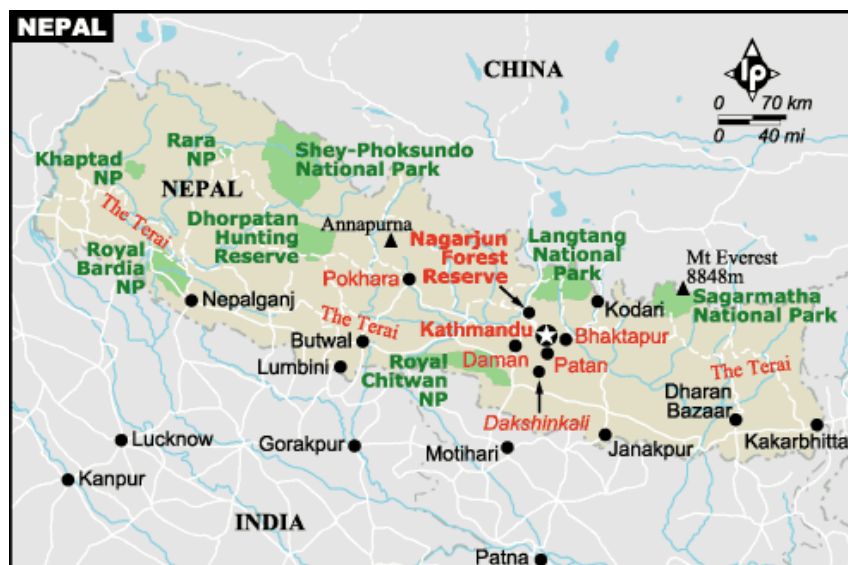 NEPAL
CHINA
lp
0 70 km
0 40 mi
Khaptad
NP
Rara
NP
Shey-Phoksundo
National Park
NEPAL
The Terai
Dhorpatan
Hunting
Reserve
Annapurna
Nagarjun
Forest
Reserve
Langtang
National
Park
Mt Everest
8848m
Royal
Bardia
NP
Pokhara
Nepalganj
Kodari
Sagarmatha
National Park
The Terai
Kathmandu
Bhaktapur
Butwal
Lumbini
Royal
Chitwan
NP
Daman
Patan
The Terai
Dharan
Bazaar
Dakshinkali
Lucknow
Gorakpur
Motihari
Janakpur
Kakarbhitta
Kanpur
INDIA
Patna